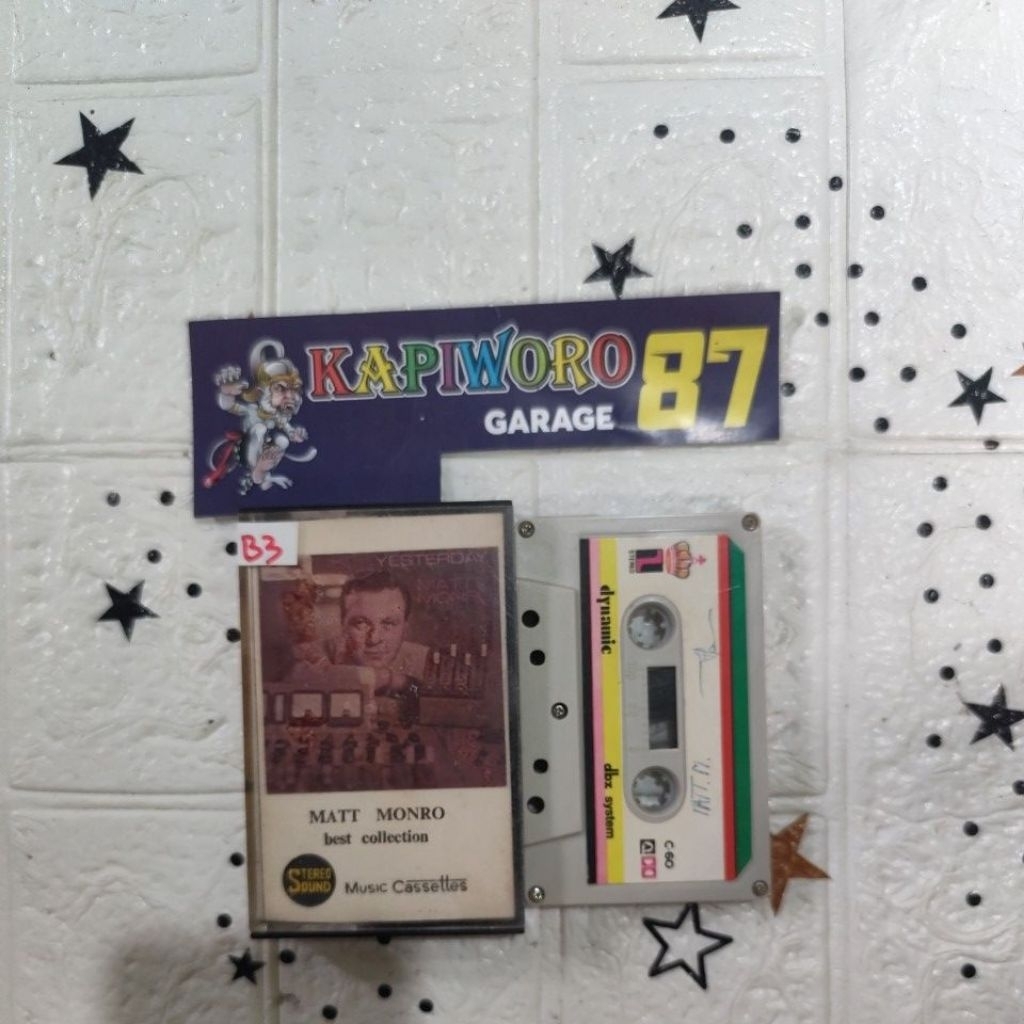 KAPIWORO 87
GARAGE
B3
YESTERDAY
MATT MONRO
MATT MONRO
best collection
STEREO SOUND
Music Cassettes
STEREO
dynamic
dbx system
C 60